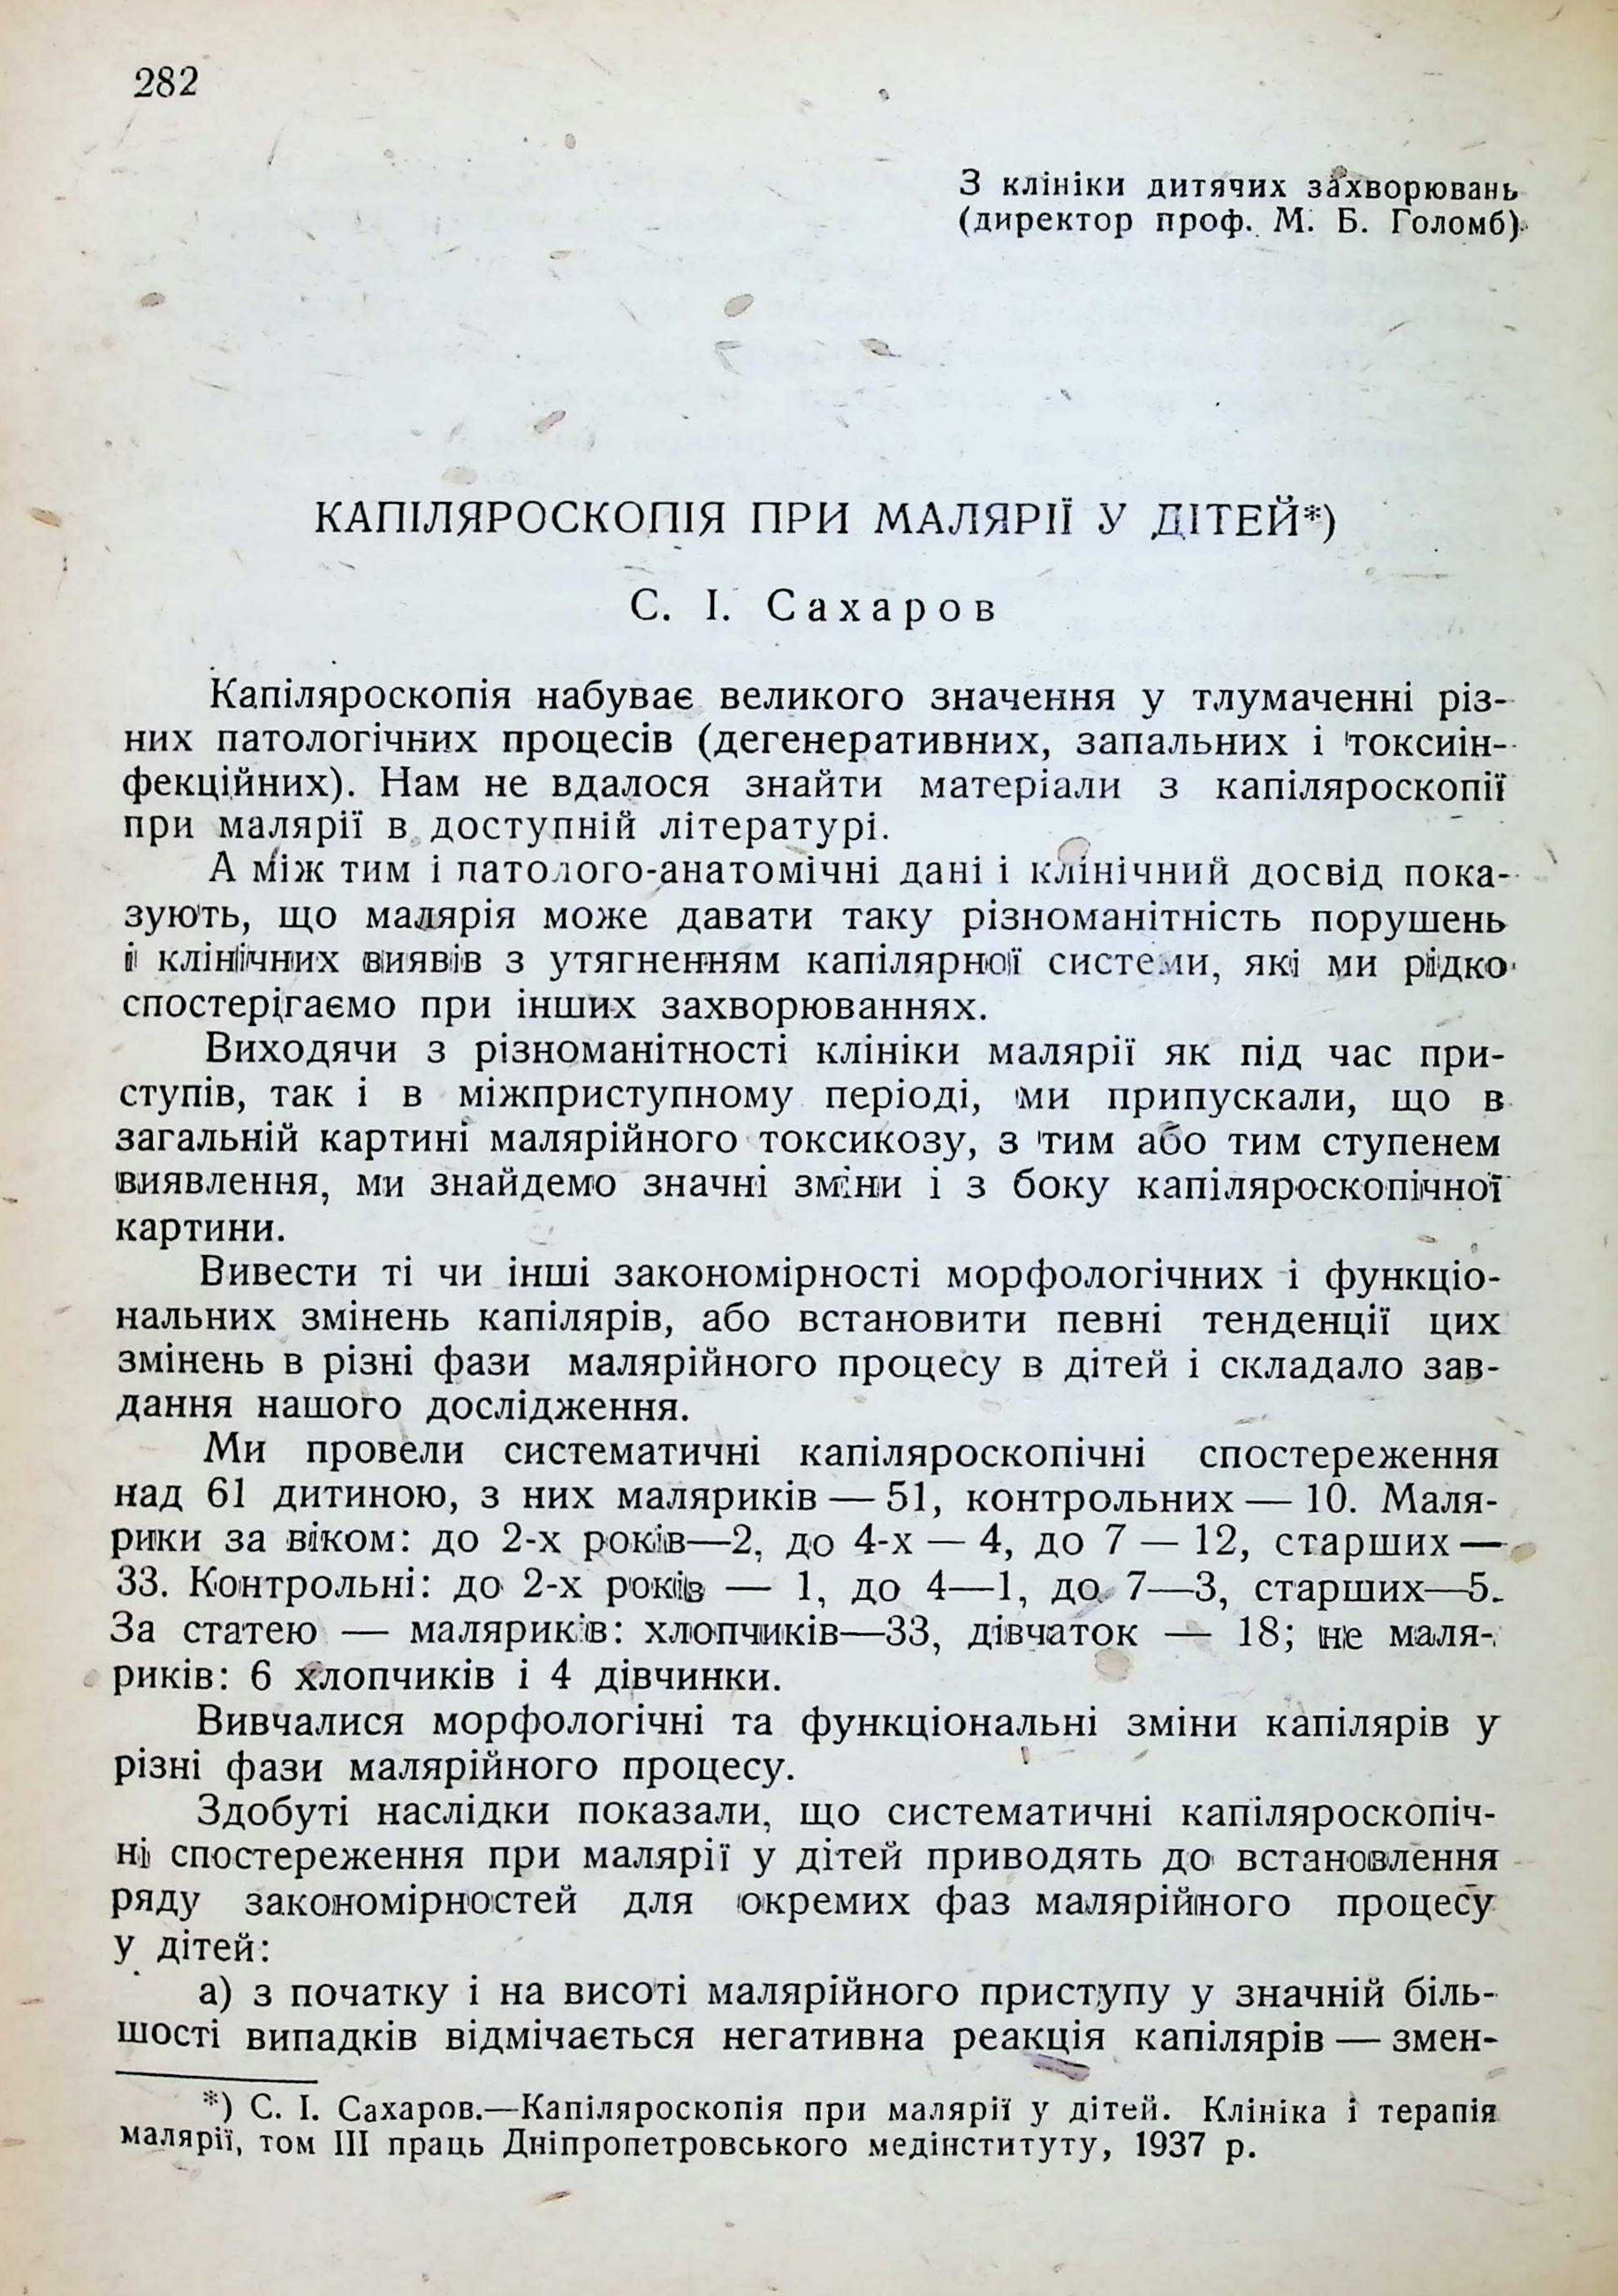 282
З клініки дитячих захворювань
(директор проф. М. Б. Голомб)
КАПІЛЯРОСКОПІЯ ПРИ МАЛЯРІЇ У ДІТЕЙ*)
С. І. Сахаров
Капіляроскопія набуває великого значення у тлумаченні різ-
них патологічних процесів (дегенеративних, запальних і токсиін-
фекційних). Нам не вдалося знайти матеріали з капіляроскопії
при малярії в доступній літературі.
А між тим і патолого-анатомічні дані і клінічний досвід пока-
зують, що малярія може давати таку різноманітність порушень
і клінічних виявів з утягненням капілярної системи, які ми рідко
спостерігаємо при інших захворюваннях.
Виходячи з різноманітності клініки малярії як під час при-
ступів, так і в міжприступному періоді, ми припускали, що в
загальній картині малярійного токсикозу, з тим або тим ступенем
виявлення, ми знайдемо значні зміни і з боку капіляроскопічної
картини.
Вивести ті чи інші закономірності морфологічних і функціо-
нальних змінень капілярів, або встановити певні тенденції цих
змінень в різні фази малярійного процесу в дітей і складало зав-
дання нашого дослідження.
Ми провели систематичні капіляроскопічні спостереження
над 61 дитиною, з них маляриків — 51, контрольних — 10. Маля-
рики за віком: до 2-х років—2, до 4-х — 4, до 7 — 12, старших —
33. Контрольні: до 2-х років — 1, до 4—1, до 7—3, старших—5.
За статею — маляриків: хлопчиків—33, дівчаток — 18; не маля-
риків: 6 хлопчиків і 4 дівчинки.
Вивчалися морфологічні та функціональні зміни капілярів у
різні фази малярійного процесу.
Здобуті наслідки показали, що систематичні капіляроскопіч-
ні спостереження при малярії у дітей приводять до встановлення
ряду закономірностей для окремих фаз малярійного процесу
у дітей:
а) з початку і на висоті малярійного приступу у значній біль-
шості випадків відмічається негативна реакція капілярів — змен-
*) С. І. Сахаров.—Капіляроскопія при малярії у дітей. Клініка і терапія
малярії, том III праць Дніпропетровського медінституту, 1937 р.